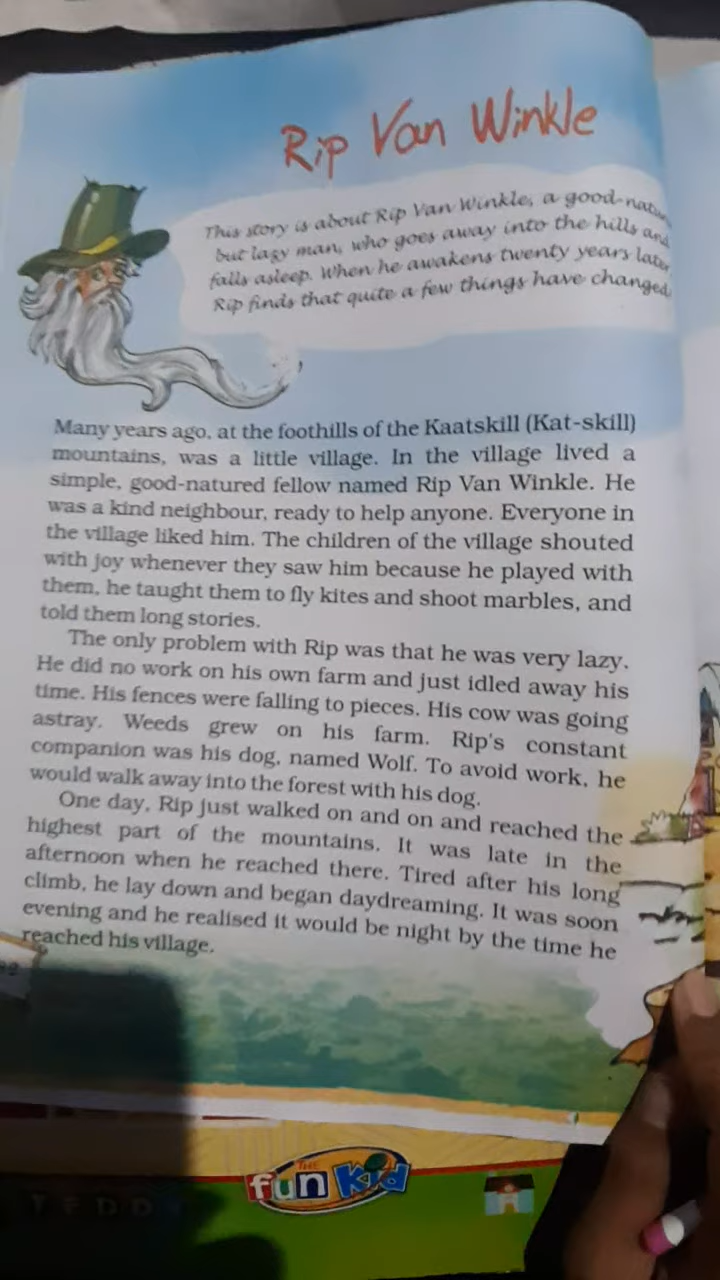 Rip Van Winkle
This story is about Rip Van Winkle, a good-natu
but lazy man, who goes away into the hills and
falls asleep. When he awakens twenty years later,
Rip finds that quite a few things have changed.
Many years ago, at the foothills of the Kaatskill (Kat-skill)
mountains, was a little village. In the village lived a
simple, good-natured fellow named Rip Van Winkle. He
was a kind neighbour, ready to help anyone. Everyone in
the village liked him. The children of the village shouted
with joy whenever they saw him because he played with
them, he taught them to fly kites and shoot marbles, and
told them long stories.
The only problem with Rip was that he was very lazy.
He did no work on his own farm and just idled away his
time. His fences were falling to pieces. His cow was going
astray. Weeds grew on his farm. Rip's constant
companion was his dog, named Wolf. To avoid work, he
would walk away into the forest with his dog.
One day, Rip just walked on and on and reached the
highest part of the mountains. It was late in the
afternoon when he reached there. Tired after his long
climb, he lay down and began daydreaming. It was soon
evening and he realised it would be night by the time he
reached his village.
THE
fun Kid